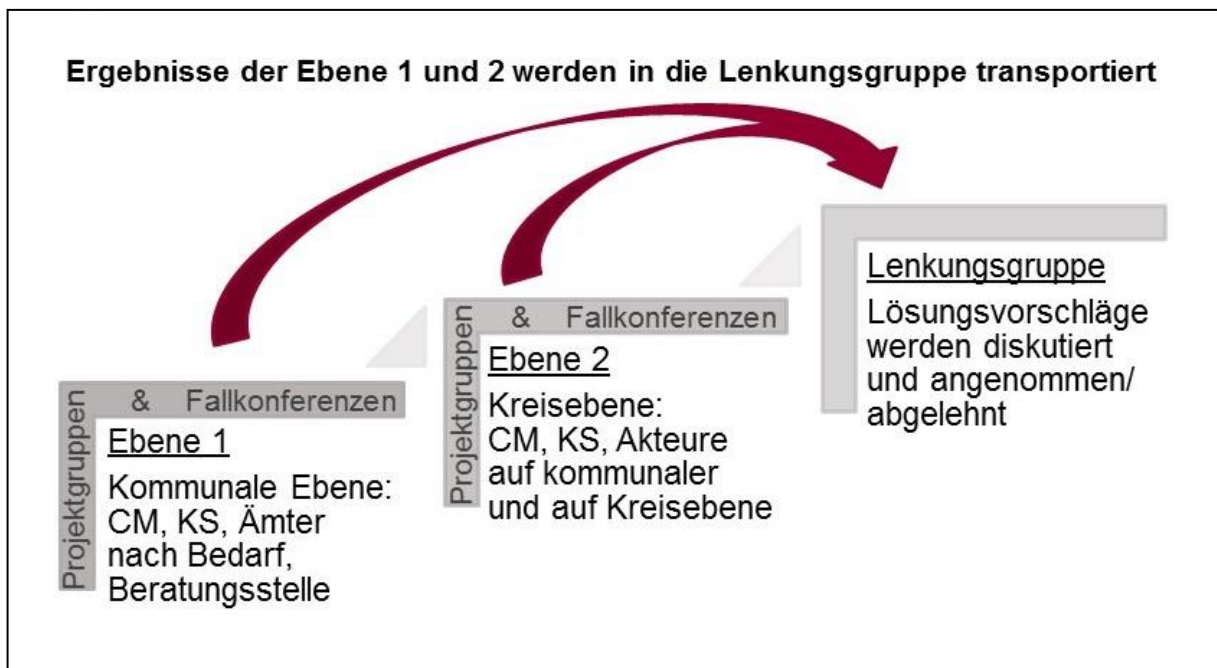 Ergebnisse der Ebene 1 und 2 werden in die Lenkungsgruppe transportiert
Projektgruppen
& Fallkonferenzen
Ebene 1
Kommunale Ebene:
CM, KS, Ämter
nach Bedarf,
Beratungsstelle
Projektgruppen
& Fallkonferenzen
Ebene 2
Kreisebene:
CM, KS, Akteure
auf kommunaler
und auf Kreisebene
Lenkungsgruppe
Lösungsvorschläge
werden diskutiert
und angenommen/
abgelehnt